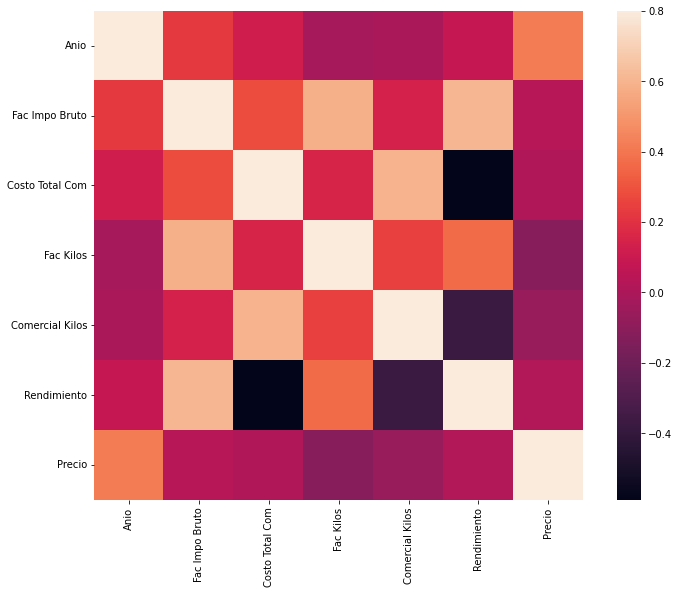 Anio
Fac Impo Bruto
Costo Total Com
Fac Kilos
Comercial Kilos
Rendimiento
Precio
Anio
Fac Impo Bruto
Costo Total Com
Fac Kilos
Comercial Kilos
Rendimiento
Precio
0.8
0.6
0.4
0.2
0.0
−0.2
−0.4